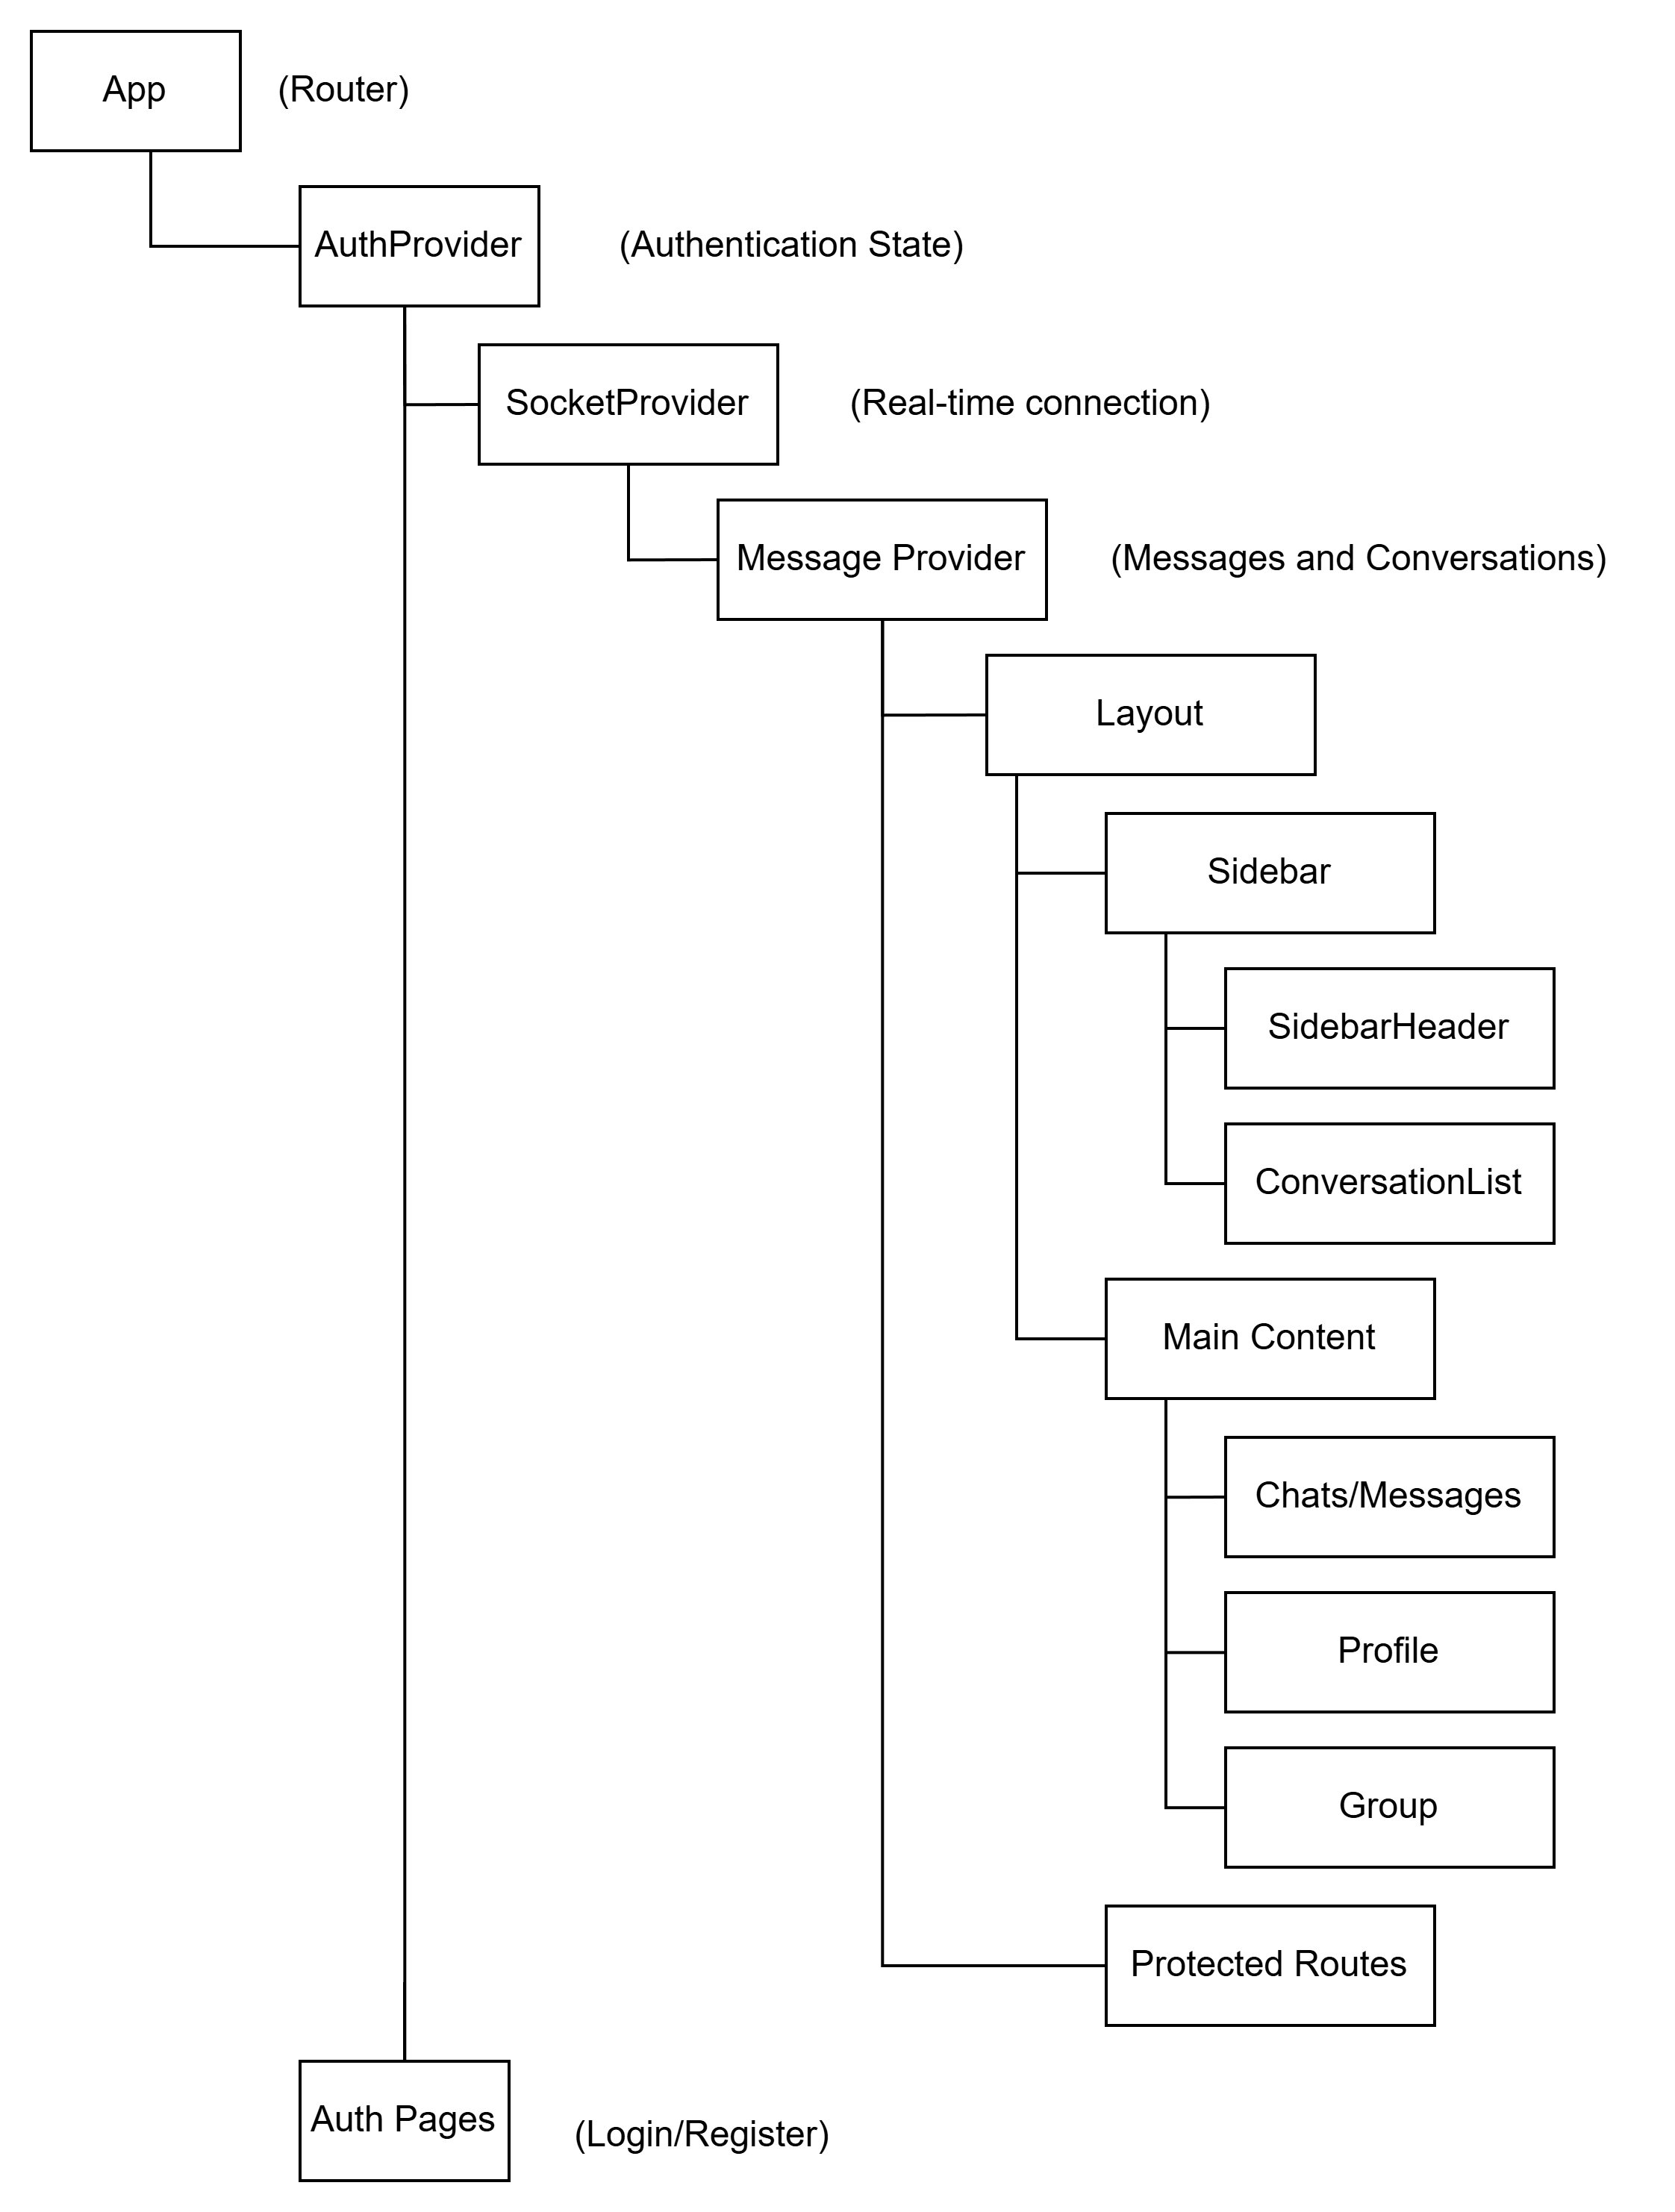 App
(Router)
AuthProvider
(Authentication State)
SocketProvider
(Real-time connection)
Message Provider
(Messages and Conversations)
Layout
Sidebar
SidebarHeader
ConversationList
Main Content
Chats/Messages
Profile
Group
Protected Routes
Auth Pages
(Login/Register)